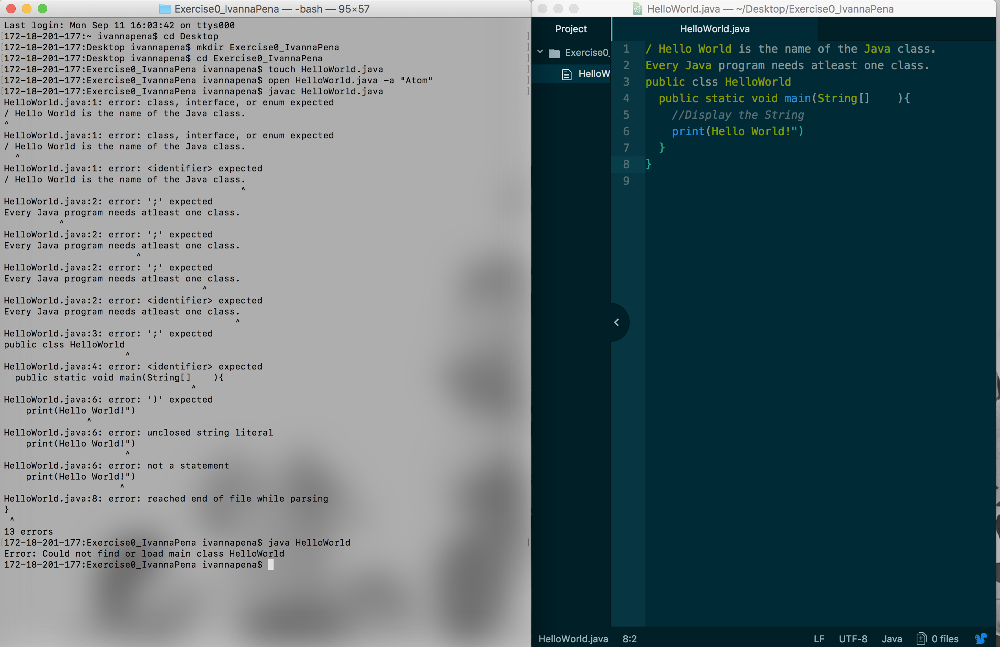 Exercise0_IvannaPena — -bash — 95×57
Last login: Mon Sep 11 16:03:42 on ttys000
[172-18-201-177:~ ivannapena$ cd Desktop ]
[172-18-201-177:Desktop ivannapena$ mkdir Exercise0_IvannaPena ]
[172-18-201-177:Desktop ivannapena$ cd Exercise0_IvannaPena ]
[172-18-201-177:Exercise0_IvannaPena ivannapena$ touch HelloWorld.java ]
[172-18-201-177:Exercise0_IvannaPena ivannapena$ open HelloWorld.java -a "Atom" ]
[172-18-201-177:Exercise0_IvannaPena ivannapena$ javac HelloWorld.java ]
HelloWorld.java:1: error: class, interface, or enum expected
/ Hello World is the name of the Java class.
^
HelloWorld.java:1: error: class, interface, or enum expected
/ Hello World is the name of the Java class.
  ^
HelloWorld.java:1: error: <identifier> expected
/ Hello World is the name of the Java class.
                                            ^
HelloWorld.java:2: error: ';' expected
Every Java program needs atleast one class.
          ^
HelloWorld.java:2: error: ';' expected
Every Java program needs atleast one class.
                        ^
HelloWorld.java:2: error: ';' expected
Every Java program needs atleast one class.
                                    ^
HelloWorld.java:2: error: <identifier> expected
Every Java program needs atleast one class.
                                           ^
HelloWorld.java:3: error: ';' expected
public clss HelloWorld
                      ^
HelloWorld.java:4: error: <identifier> expected
  public static void main(String[]    ){
                                  ^
HelloWorld.java:6: error: ')' expected
    print(Hello World!")
               ^
HelloWorld.java:6: error: unclosed string literal
    print(Hello World!")
                      ^
HelloWorld.java:6: error: not a statement
    print(Hello World!")
                     ^
HelloWorld.java:8: error: reached end of file while parsing
}
 ^
13 errors
[172-18-201-177:Exercise0_IvannaPena ivannapena$ java HelloWorld ]
Error: Could not find or load main class HelloWorld
172-18-201-177:Exercise0_IvannaPena ivannapena$
HelloWorld.java — ~/Desktop/Exercise0_IvannaPena
Project
Exercise0_
HelloW
HelloWorld.java
1 / Hello World is the name of the Java class.
2 Every Java program needs atleast one class.
3 public clss HelloWorld
4   public static void main(String[]    ){
5     //Display the String
6     print(Hello World!")
7   }
8 }
9
HelloWorld.java 8:2 LF UTF-8 Java 0 files